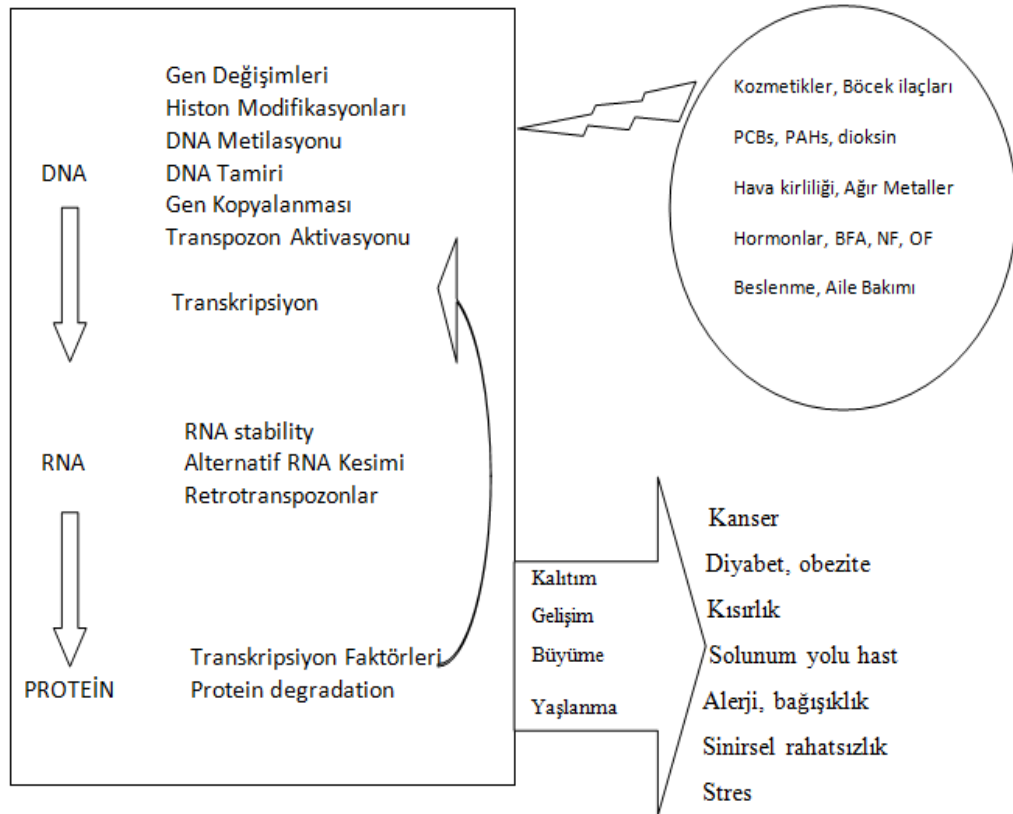 Gen Değişimleri
Histon Modifikasyonları
DNA Metilasyonu
DNA
DNA Tamiri
Gen Kopyalanması
Transpozon Aktivasyonu
Transkripsiyon
RNA stability
RNA
Alternatif RNA Kesimi
Retrotranspozonlar
Transkripsiyon Faktörleri
PROTEİN
Protein degradation
Kozmetikler, Böcek ilaçları
PCBs, PAHs, dioksin
Hava kirliliği, Ağır Metaller
Hormonlar, BFA, NF, OF
Beslenme, Aile Bakımı
Kalıtım
Gelişim
Büyüme
Yaşlanma
Kanser
Diyabet, obezite
Kısırlık
Solunum yolu hast
Alerji, bağışıklık
Sinirsel rahatsızlık
Stres